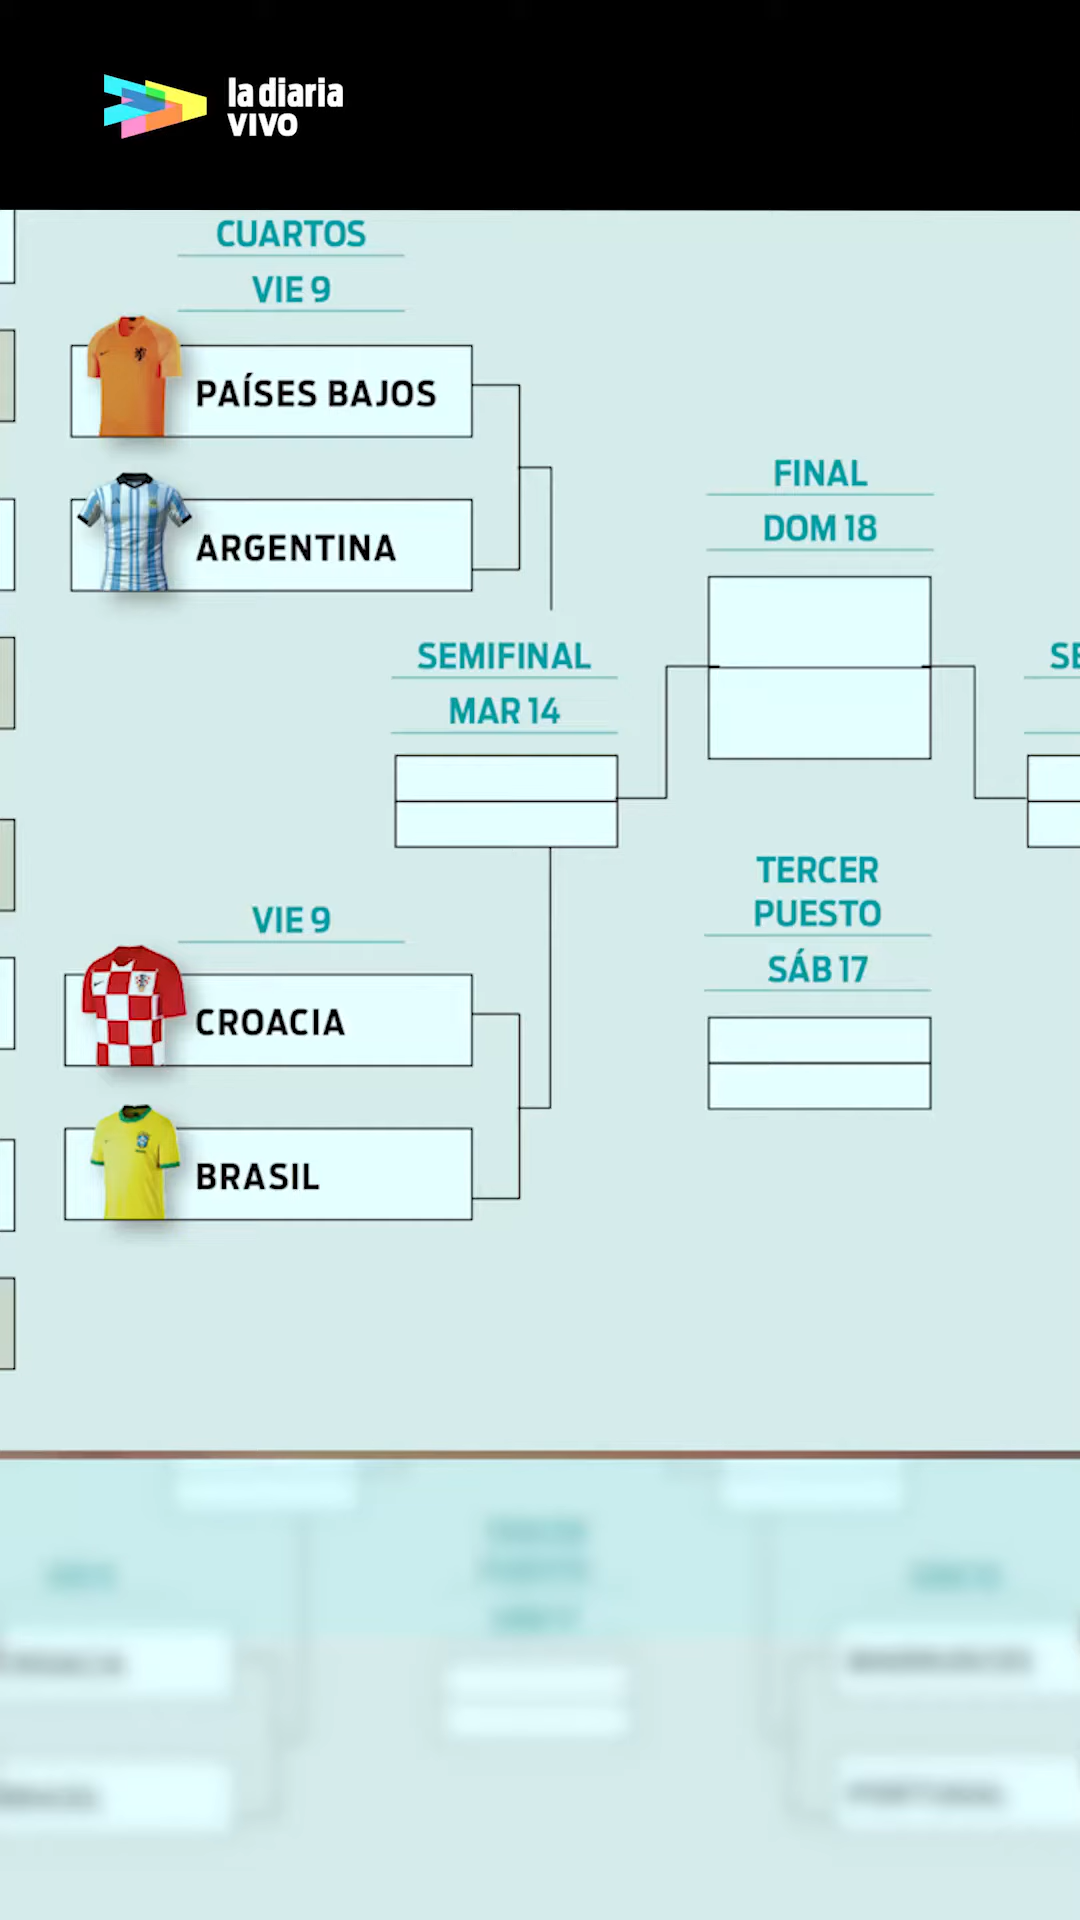 la diaria
VIVO
CUARTOS
VIE 9
PAÍSES BAJOS
ARGENTINA
FINAL
DOM 18
SEMIFINAL
SE
MAR 14
TERCER
PUESTO
SÁB 17
VIE 9
CROACIA
BRASIL